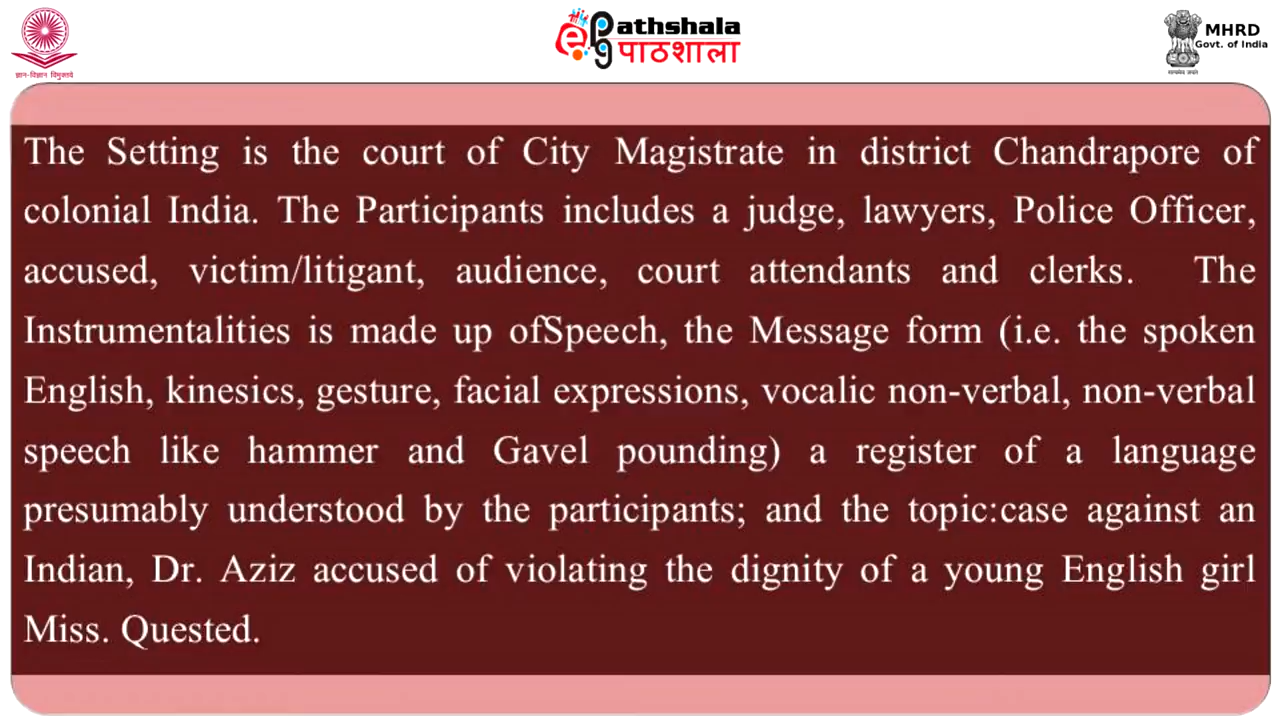 ज्ञान-विज्ञान विमुक्तये
ePathshala
पाठशाला
MHRD
Govt. of India
सत्यमेव जयते
The Setting is the court of City Magistrate in district Chandrapore of
colonial India. The Participants includes a judge, lawyers, Police Officer,
accused, victim/litigant, audience, court attendants and clerks. The
Instrumentalities is made up ofSpeech, the Message form (i.e. the spoken
English, kinesics, gesture, facial expressions, vocalic non-verbal, non-verbal
speech like hammer and Gavel pounding) a register of a language
presumably understood by the participants; and the topic:case against an
Indian, Dr. Aziz accused of violating the dignity of a young English girl
Miss. Quested.